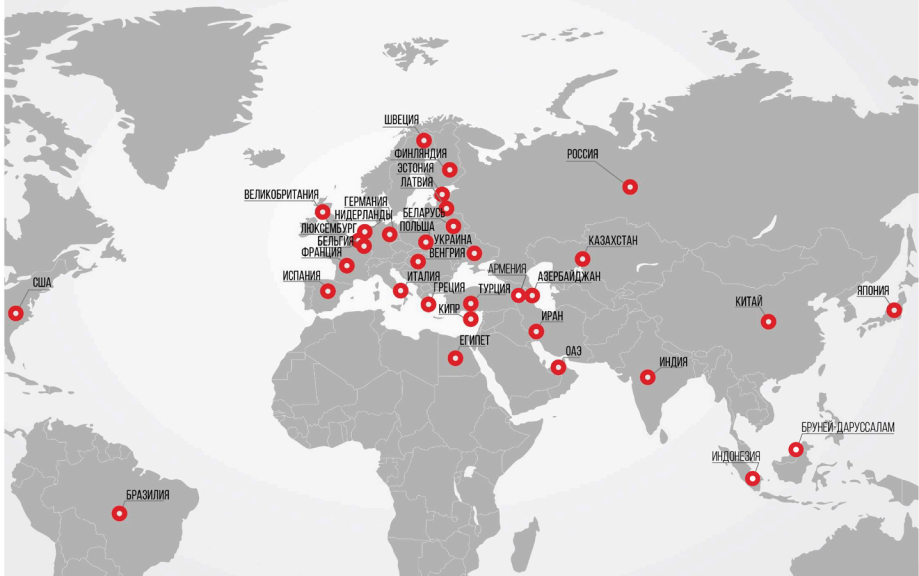 ШВЕЦИЯ
ФИНЛЯНДИЯ
РОССИЯ
ЭСТОНИЯ
ЛАТВИЯ
ВЕЛИКОБРИТАНИЯ
ГЕРМАНИЯ
НИДЕРЛАНДЫ
БЕЛАРУСЬ
ЛЮКСЕМБУРГ
ПОЛЬША
БЕЛЬГИЯ
УКРАИНА
КАЗАХСТАН
ФРАНЦИЯ
ВЕНГРИЯ
АРМЕНИЯ
ИСПАНИЯ
ИТАЛИЯ
АЗЕРБАЙДЖАН
США
ГРЕЦИЯ
ТУРЦИЯ
ЯПОНИЯ
КИТАЙ
КИПР
ИРАН
ЕГИПЕТ
ОАЭ
ИНДИЯ
БРУНЕЙ-ДАРУССАЛАМ
ИНДОНЕЗИЯ
БРАЗИЛИЯ